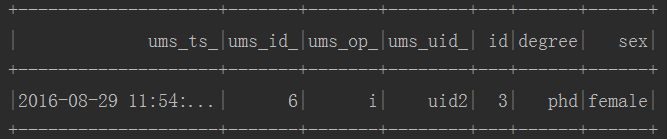 +--------------------+-------+-------+--------+---+------+------+
|             ums_ts_|ums_id_|ums_op_|ums_uid_| id|degree|   sex|
+--------------------+-------+-------+--------+---+------+------+
|2016-08-29 11:54:...|      6|      i|    uid2|  3|   phd|female|
+--------------------+-------+-------+--------+---+------+------+